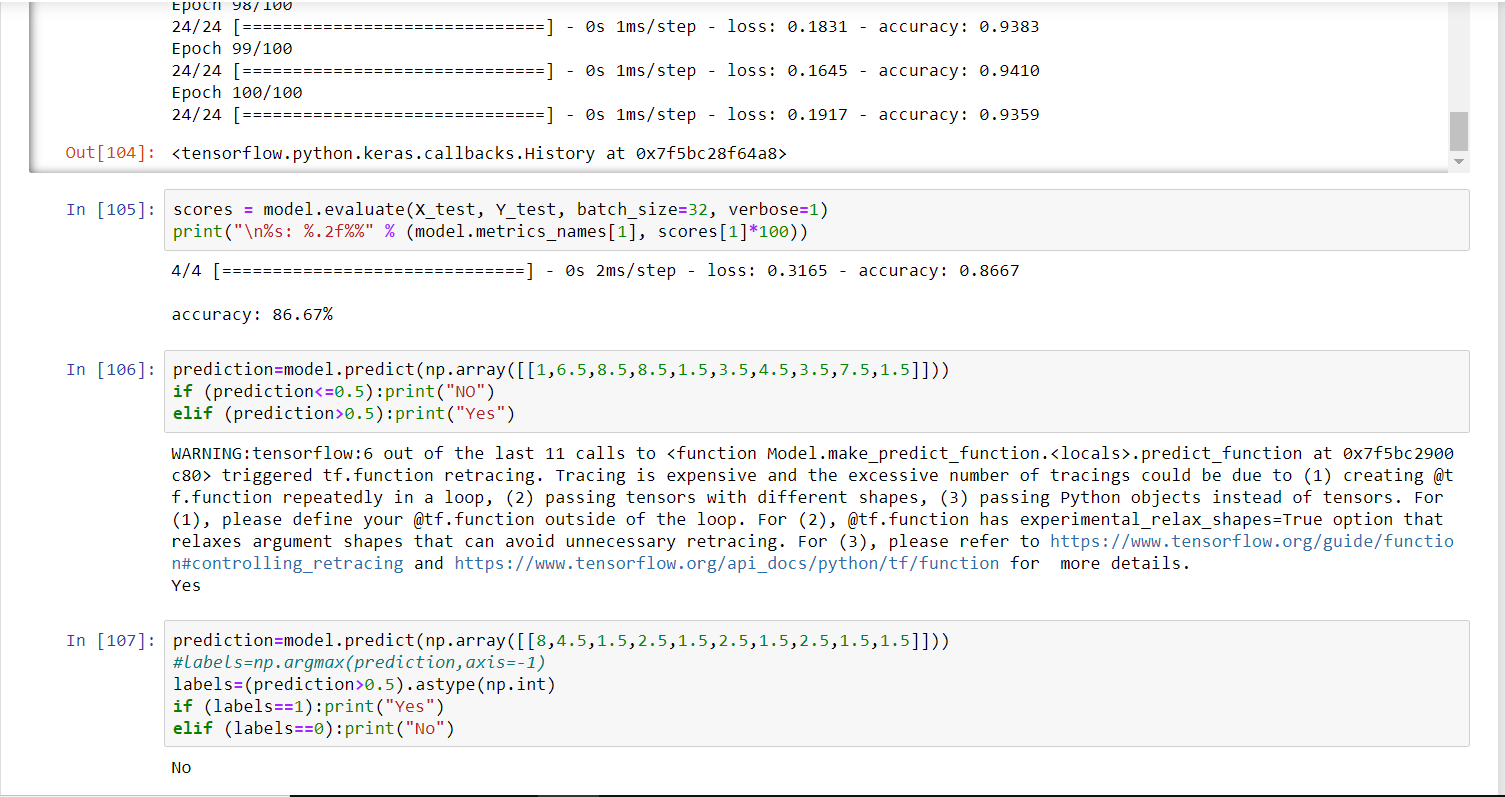 Epoch 98/100
24/24 [==============================] - 0s 1ms/step - loss: 0.1831 - accuracy: 0.9383
Epoch 99/100
24/24 [==============================] - 0s 1ms/step - loss: 0.1645 - accuracy: 0.9410
Epoch 100/100
24/24 [==============================] - 0s 1ms/step - loss: 0.1917 - accuracy: 0.9359
Out[104]: <tensorflow.python.keras.callbacks.History at 0x7f5bc28f64a8>
In [105]: scores = model.evaluate(X_test, Y_test, batch_size=32, verbose=1)
print("\n%s: %.2f%%" % (model.metrics_names[1], scores[1]*100))
4/4 [==============================] - 0s 2ms/step - loss: 0.3165 - accuracy: 0.8667
accuracy: 86.67%
In [106]: prediction=model.predict(np.array([[1,6.5,8.5,8.5,1.5,3.5,4.5,3.5,7.5,1.5]]))
if (prediction<=0.5):print("NO")
elif (prediction>0.5):print("Yes")
WARNING:tensorflow:6 out of the last 11 calls to <function Model.make_predict_function.<locals>.predict_function at 0x7f5bc2900
c80> triggered tf.function retracing. Tracing is expensive and the excessive number of tracings could be due to (1) creating @t
f.function repeatedly in a loop, (2) passing tensors with different shapes, (3) passing Python objects instead of tensors. For
(1), please define your @tf.function outside of the loop. For (2), @tf.function has experimental_relax_shapes=True option that
relaxes argument shapes that can avoid unnecessary retracing. For (3), please refer to https://www.tensorflow.org/guide/functio
n#controlling_retracing and https://www.tensorflow.org/api_docs/python/tf/function for  more details.
Yes
In [107]: prediction=model.predict(np.array([[8,4.5,1.5,2.5,1.5,2.5,1.5,2.5,1.5,1.5]]))
#labels=np.argmax(prediction,axis=-1)
labels=(prediction>0.5).astype(np.int)
if (labels==1):print("Yes")
elif (labels==0):print("No")
No